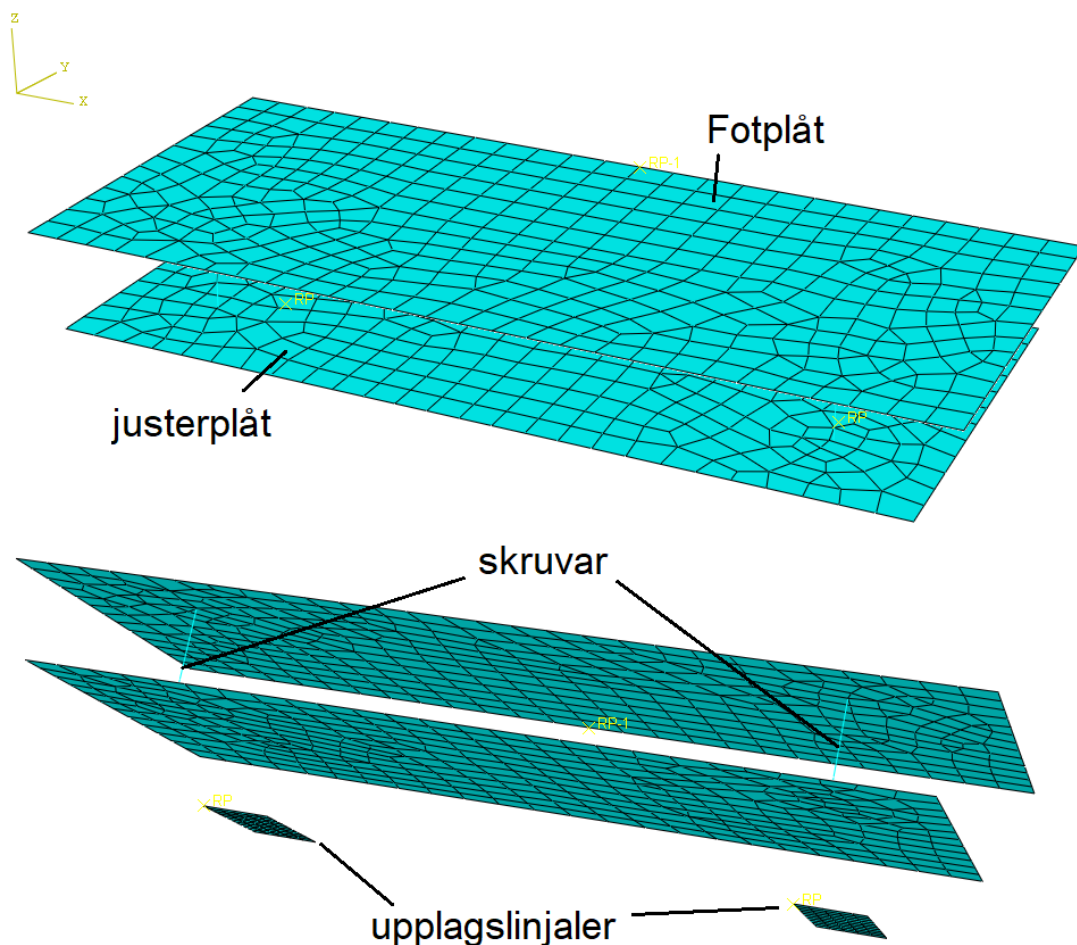 Z
Y
X
Fotplåt
RP-1
RP
justerplåt
RP
skruvar
RP-1
RP
RP
upplagslinjaler